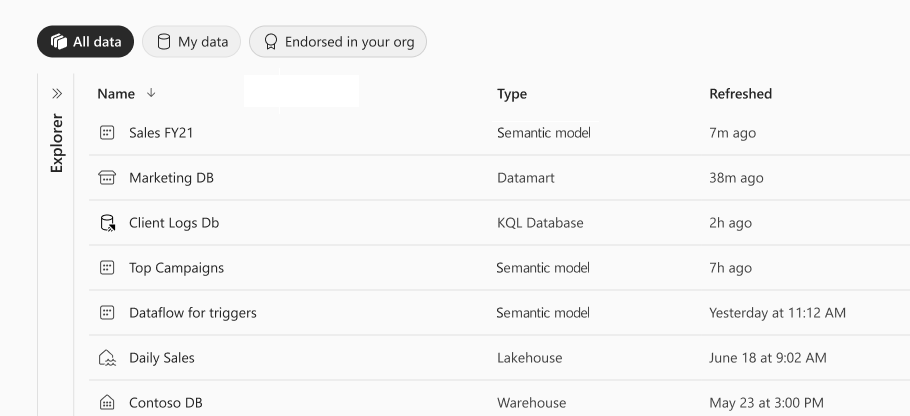 All data My data Endorsed in your org
Explorer
Name Type Refreshed
Sales FY21 Semantic model 7m ago
Marketing DB Datamart 38m ago
Client Logs Db KQL Database 2h ago
Top Campaigns Semantic model 7h ago
Dataflow for triggers Semantic model Yesterday at 11:12 AM
Daily Sales Lakehouse June 18 at 9:02 AM
Contoso DB Warehouse May 23 at 3:00 PM